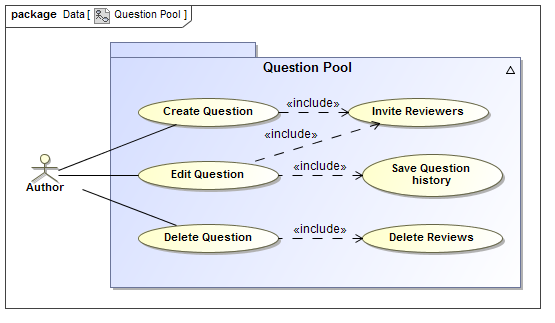 package Data [ Question Pool ]
Question Pool
Create Question
«include»
Invite Reviewers
«include»
Author
Edit Question
«include»
Save Question
history
Delete Question
«include»
Delete Reviews